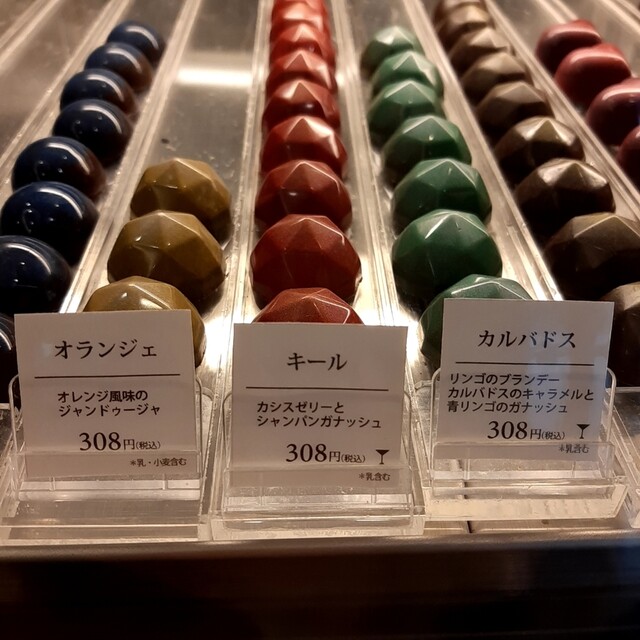 オランジェ
オレンジ風味の
ジャンドゥージャ
308円(税込)
*乳・小麦含む
キール
カシスゼリーと
シャンパンガナッシュ
308円(税込)
*乳含む
カルバドス
リンゴのブランデー
カルバドスのキャラメルと
青リンゴのガナッシュ
308円(税込)
*乳含む